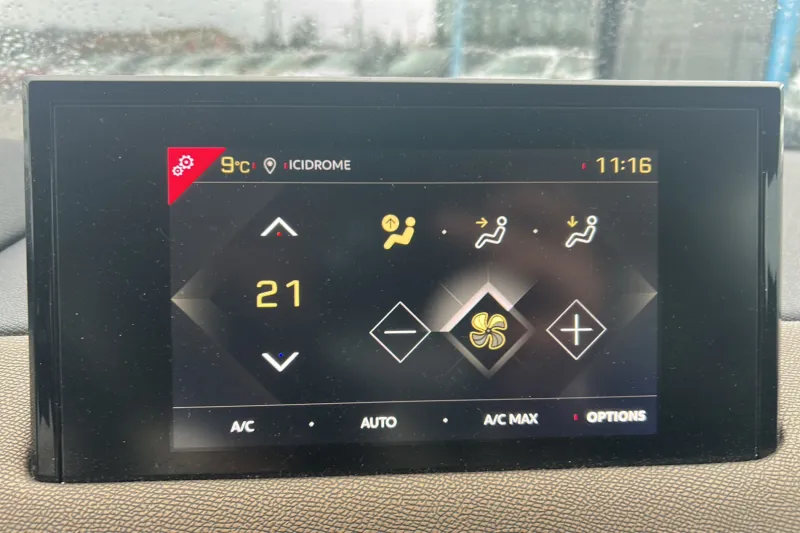 9°C ICIDROME 11:16
21
A/C AUTO A/C MAX OPTIONS